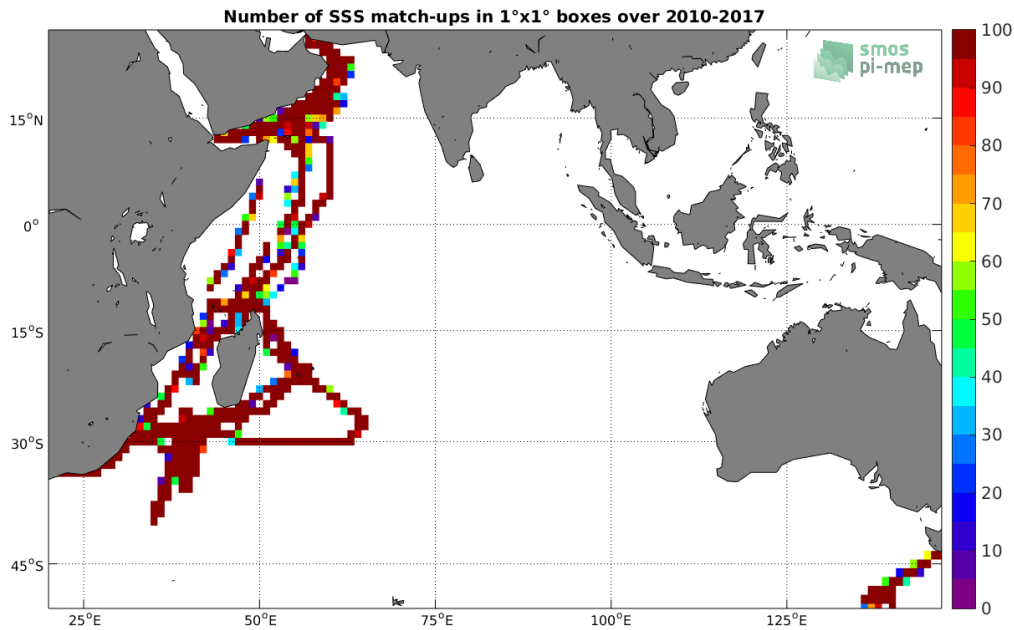 Number of SSS match-ups in 1°x1° boxes over 2010-2017
smos
pi-mep
15°N
0°
15°S
30°S
45°S
25°E
50°E
75°E
100°E
125°E
100
90
80
70
60
50
40
30
20
10
0